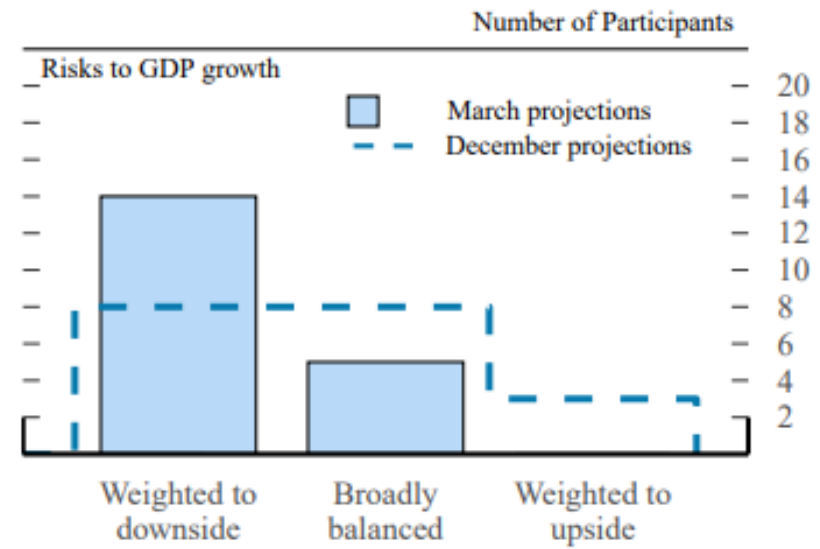 Number of Participants
Risks to GDP growth
March projections
December projections
20
18
16
14
12
10
8
6
4
2
Weighted to downside
Broadly balanced
Weighted to upside